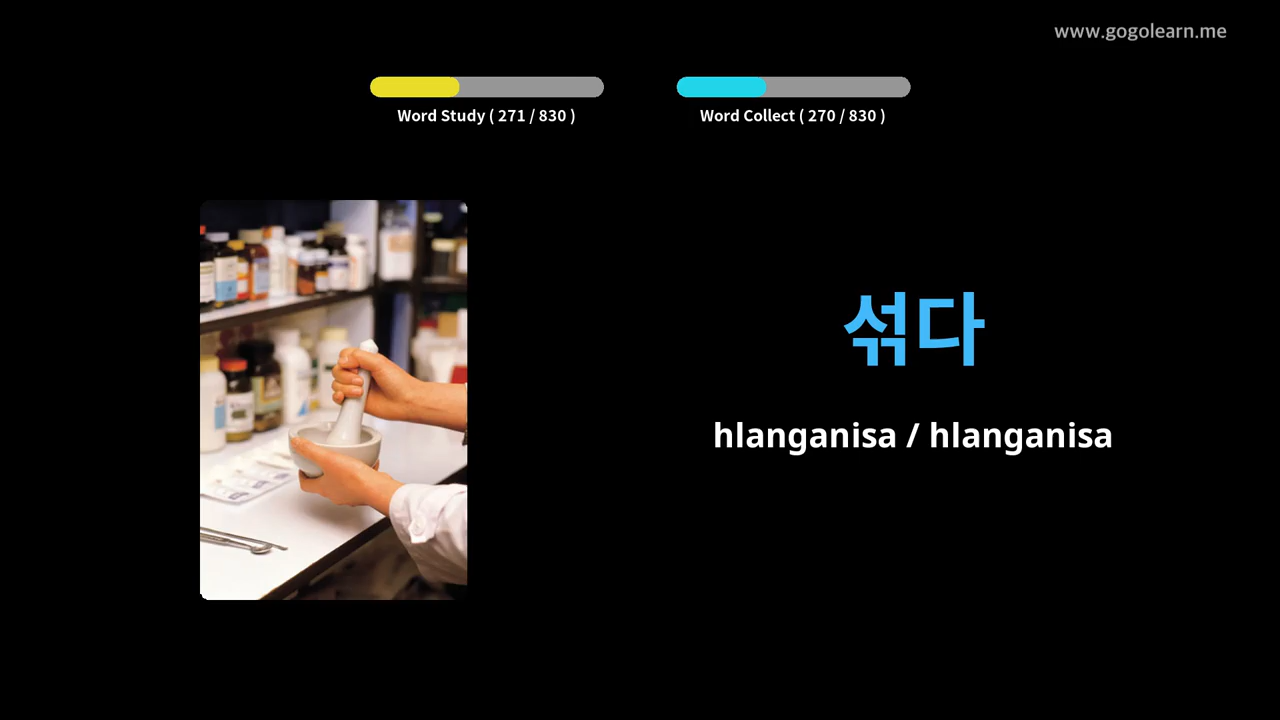 www.gogolearn.me
Word Study ( 271 / 830 )
Word Collect ( 270 / 830 )
섞다
hlanganisa / hlanganisa